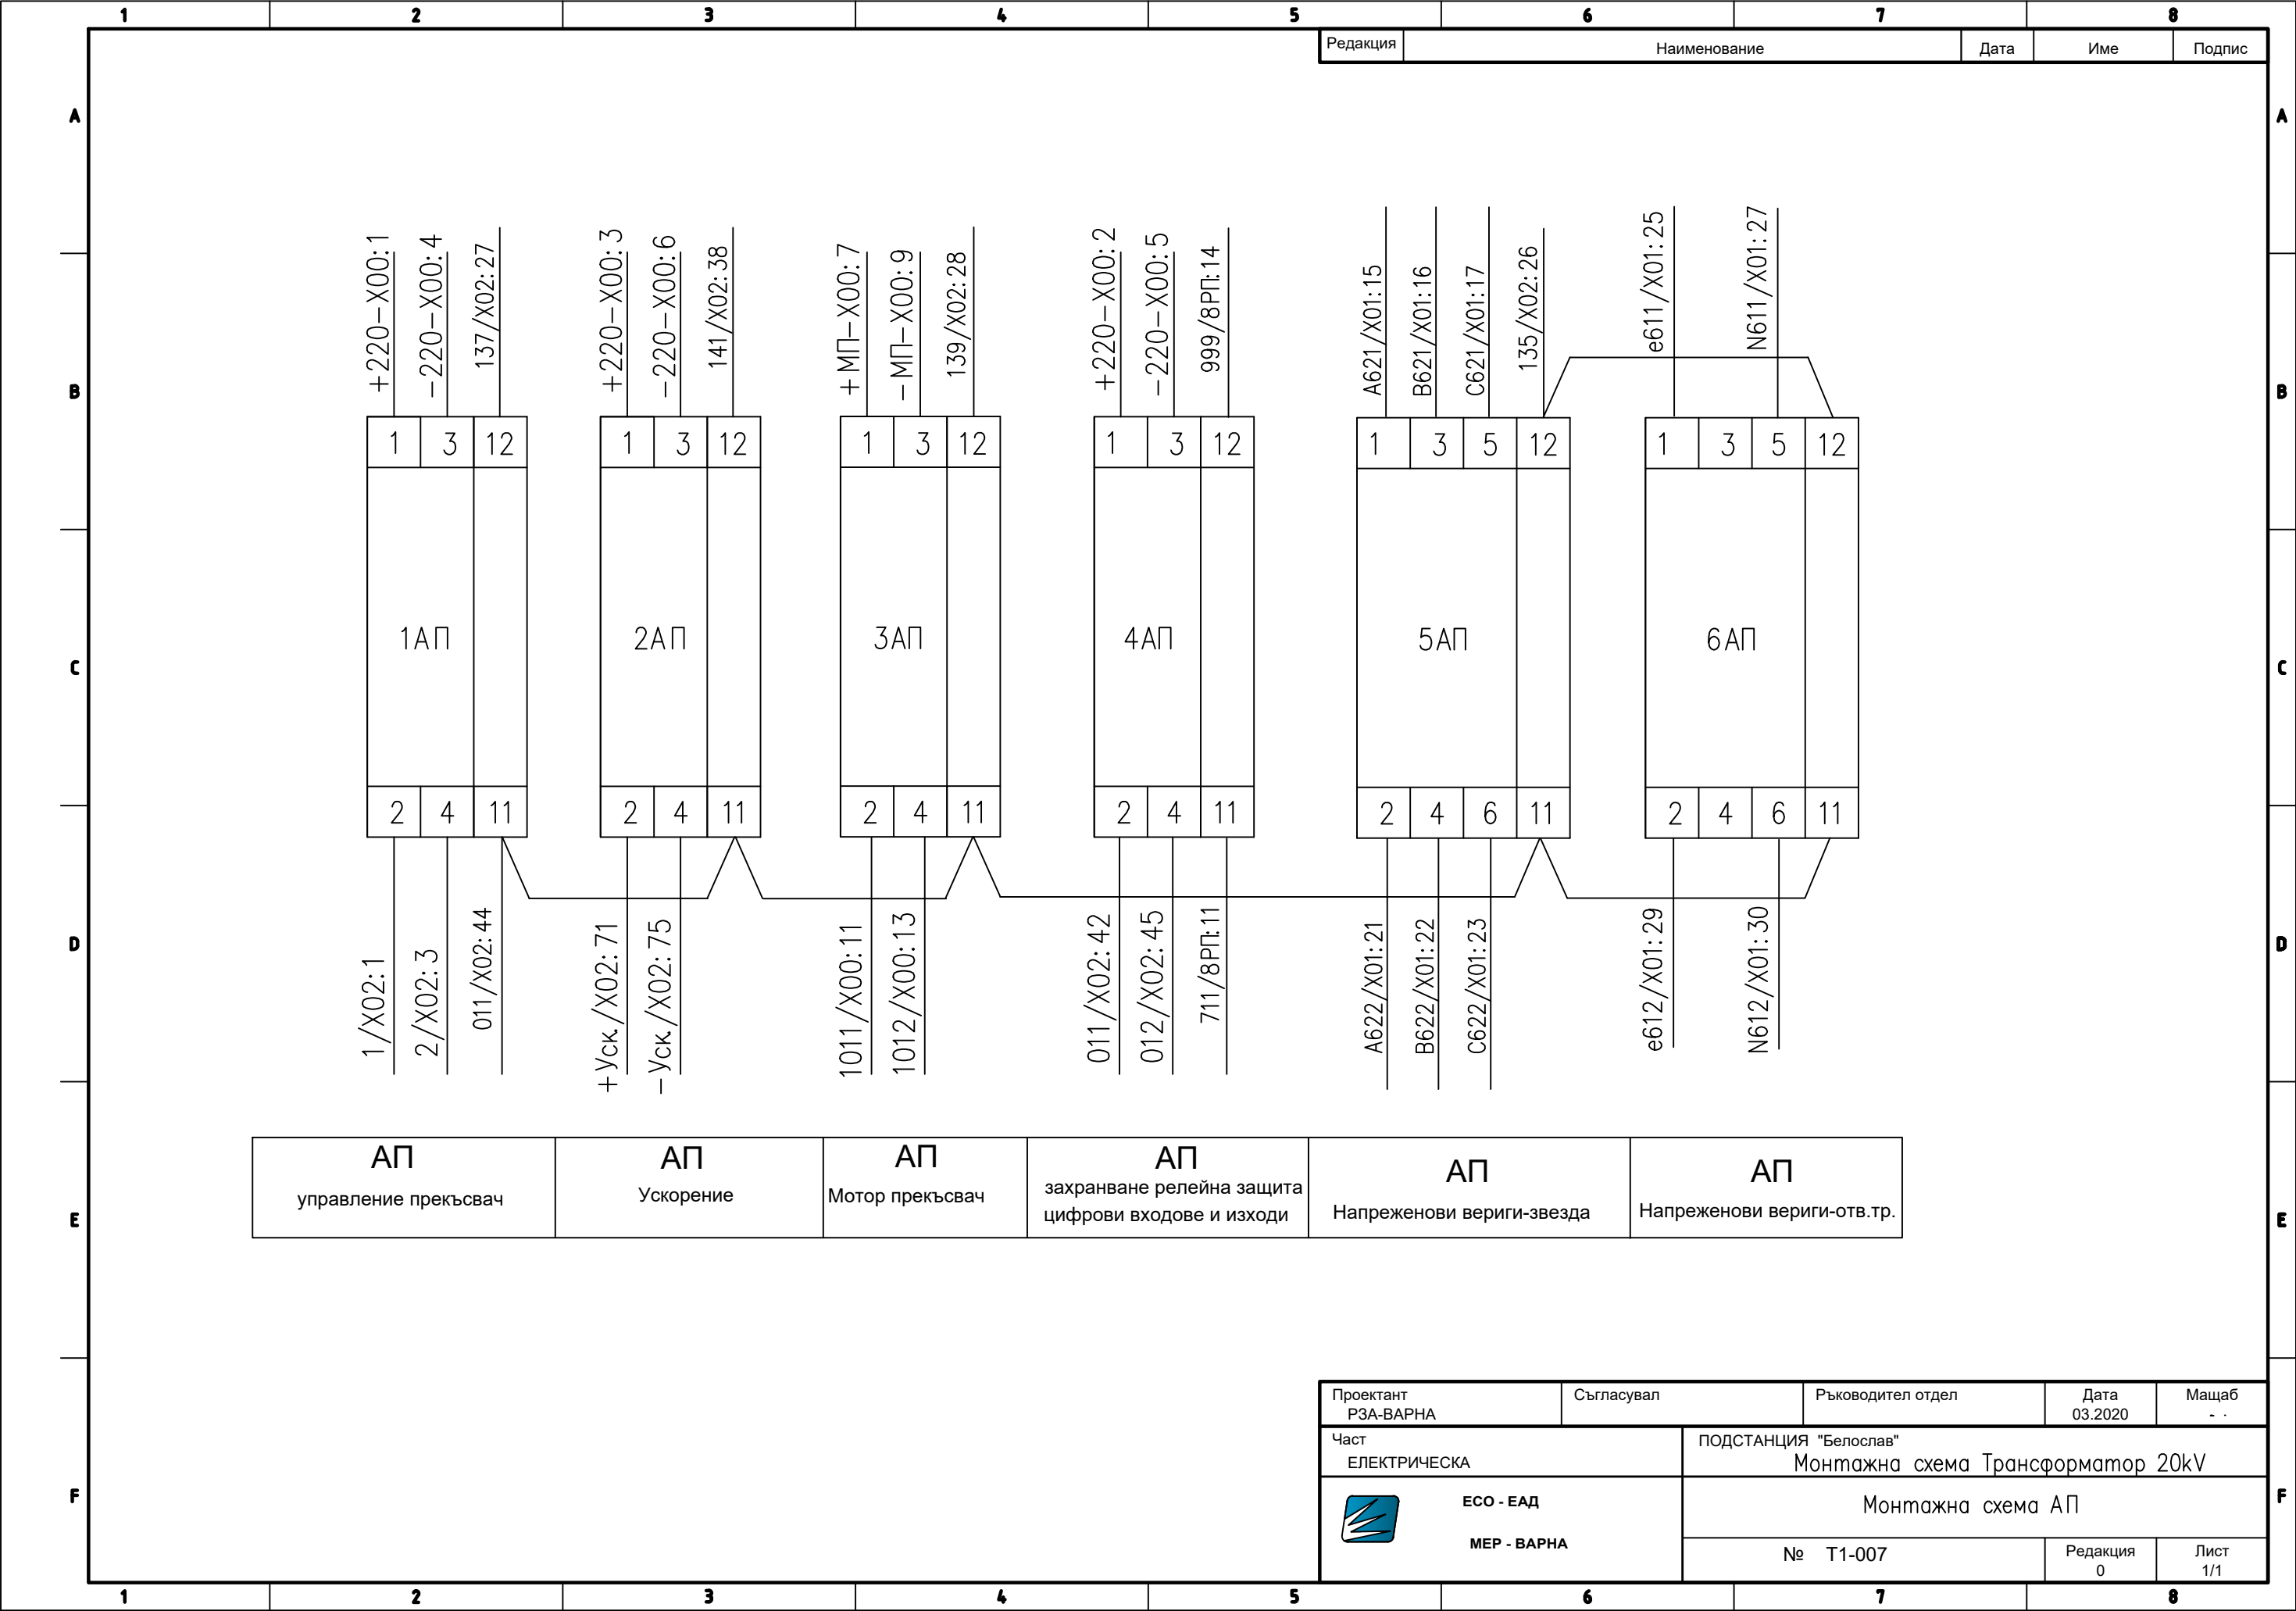 1 2 3 4 5 6 7 8
Редакция Наименование Дата Име Подпис
A A
B B
C C
D D
E E
F F
+220-X00:1 -220-X00:4 137/X02:27
+220-X00:3 -220-X00:6 141/X02:38
+МП-X00:7 -МП-X00:9 139/X02:28
+220-X00:2 -220-X00:5 999/8РП:14
A621/X01:15 B621/X01:16 C621/X01:17 135/X02:26
e611/X01:25 N611/X01:27
1 3 12 1 3 12 1 3 12 1 3 12 1 3 5 12 1 3 5 12
1АП 2АП 3АП 4АП 5АП 6АП
2 4 11 2 4 11 2 4 11 2 4 11 2 4 6 11 2 4 6 11
1/X02:1 2/X02:3 011/X02:44
+Уск./X02:71 -Уск./X02:75
1011/X00:11 1012/X00:13
011/X02:42 012/X02:45 711/8РП:11
A622/X01:21 B622/X01:22 C622/X01:23
e612/X01:29 N612/X01:30
АП
управление прекъсвач
АП
Ускорение
АП
Мотор прекъсвач
АП
захранване релейна защита
цифрови входове и изходи
АП
Напреженови вериги-звезда
АП
Напреженови вериги-отв.тр.
Проектант
РЗА-ВАРНА
Съгласувал
Ръководител отдел
Дата
03.2020
Мащаб
- .
Част
ЕЛЕКТРИЧЕСКА
ПОДСТАНЦИЯ "Белослав"
Монтажна схема Трансформатор 20kV
ЕСО - ЕАД
МЕР - ВАРНА
Монтажна схема АП
№ Т1-007
Редакция
0
Лист
1/1
1 2 3 4 5 6 7 8